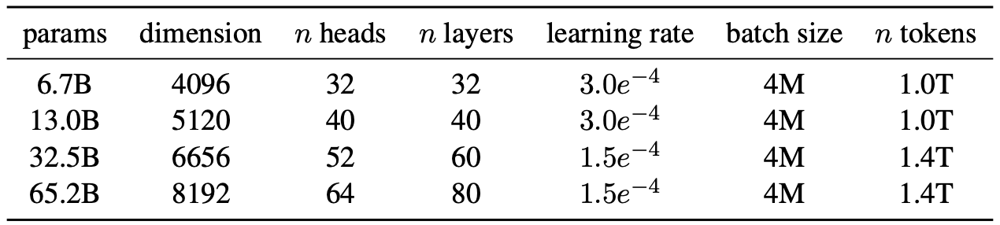 params dimension n heads n layers learning rate batch size n tokens
6.7B 4096 32 32 3.0e⁻⁴ 4M 1.0T
13.0B 5120 40 40 3.0e⁻⁴ 4M 1.0T
32.5B 6656 52 60 1.5e⁻⁴ 4M 1.4T
65.2B 8192 64 80 1.5e⁻⁴ 4M 1.4T